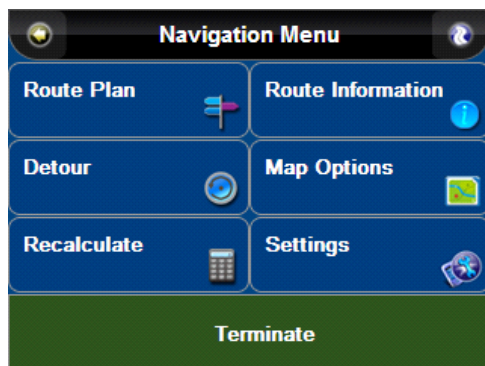 Navigation Menu
Route Plan
Route Information
Detour
Map Options
Recalculate
Settings
Terminate